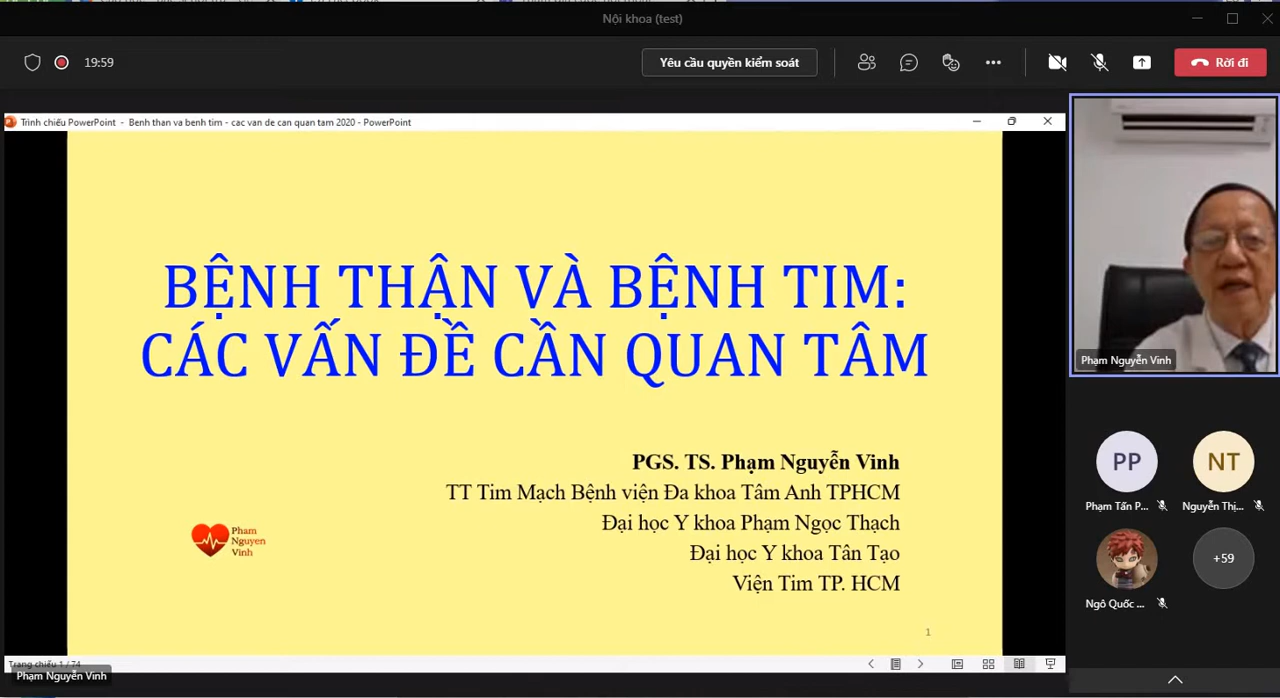 Nội khoa (test)
19:59
Yêu cầu quyền kiểm soát
Rời đi
Trình chiếu PowerPoint - Benh than va benh tim - cac van de can quan tam 2020 - PowerPoint
BỆNH THẬN VÀ BỆNH TIM:
CÁC VẤN ĐỀ CẦN QUAN TÂM
PGS. TS. Phạm Nguyễn Vinh
TT Tim Mạch Bệnh viện Đa khoa Tâm Anh TPHCM
Đại học Y khoa Phạm Ngọc Thạch
Đại học Y khoa Tân Tạo
Viện Tim TP. HCM
Pham
Nguyen
Vinh
1
Trang chiếu 1 / 74
Phạm Nguyễn Vinh
Phạm Nguyễn Vinh
PP
NT
Phạm Tấn P...
Nguyễn Thị...
+59
Ngô Quốc ...